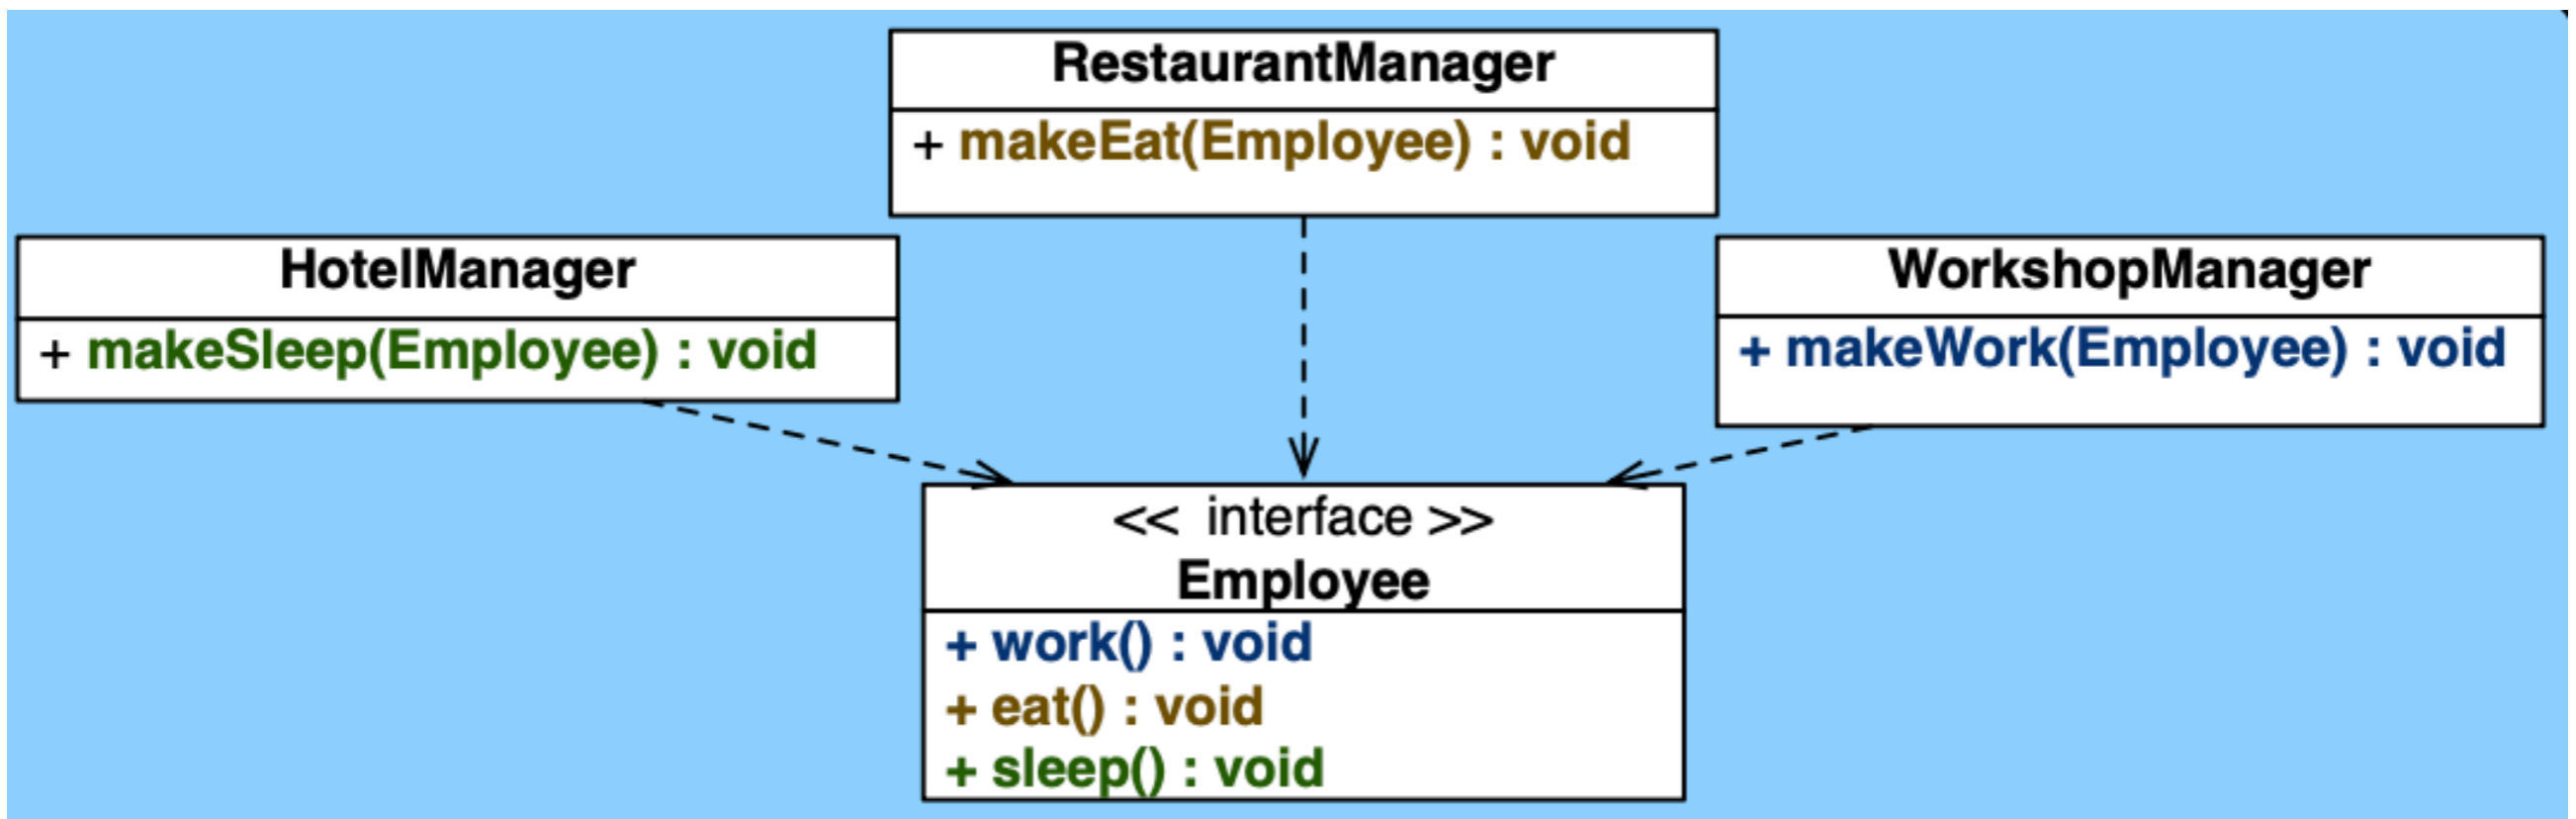 RestaurantManager
+ makeEat(Employee) : void
HotelManager
+ makeSleep(Employee) : void
WorkshopManager
+ makeWork(Employee) : void
<< interface >>
Employee
+ work() : void
+ eat() : void
+ sleep() : void